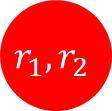 r₁, r₂